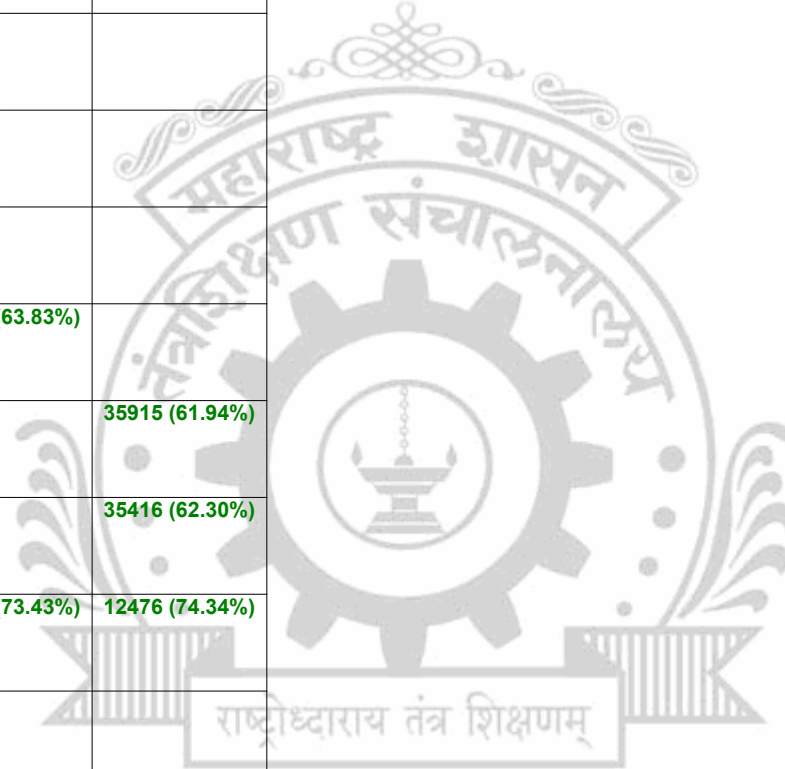 महाराष्ट्र शासन
तंत्रशिक्षण संचालनालय
63.83%)
35915 (61.94%)
35416 (62.30%)
73.43%) 12476 (74.34%)
राष्ट्रोध्दाराय तंत्र शिक्षणम्